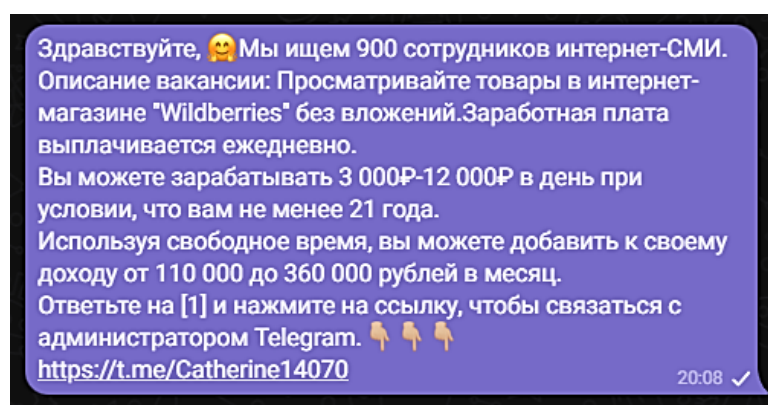 Здравствуйте, 🤗Мы ищем 900 сотрудников интернет-СМИ.
Описание вакансии: Просматривайте товары в интернет-
магазине "Wildberries" без вложений.Заработная плата
выплачивается ежедневно.
Вы можете зарабатывать 3 000₽-12 000₽ в день при
условии, что вам не менее 21 года.
Используя свободное время, вы можете добавить к своему
доходу от 110 000 до 360 000 рублей в месяц.
Ответьте на [1] и нажмите на ссылку, чтобы связаться с
администратором Telegram. 👇🏼 👇🏼 👇🏼
https://t.me/Catherine14070
20:08